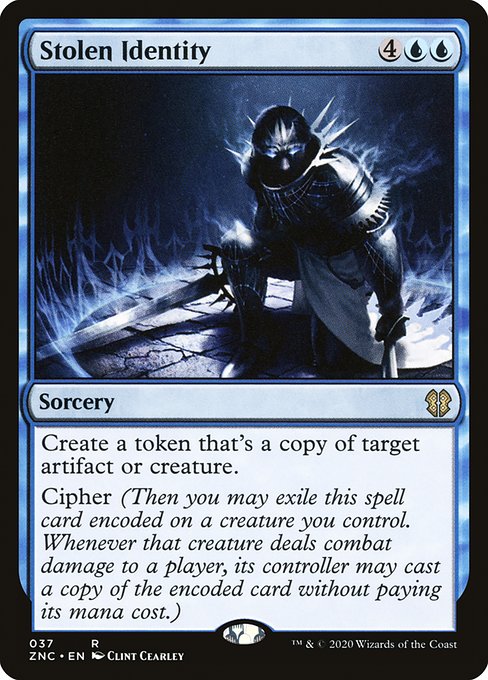 Stolen Identity 4
Sorcery
Create a token that's a copy of target
artifact or creature.
Cipher (Then you may exile this spell
card encoded on a creature you control.
Whenever that creature deals combat
damage to a player, its controller may cast
a copy of the encoded card without paying
its mana cost.)
037 R
ZNC • EN CLINT CEARLEY
™ & © 2020 Wizards of the Coast